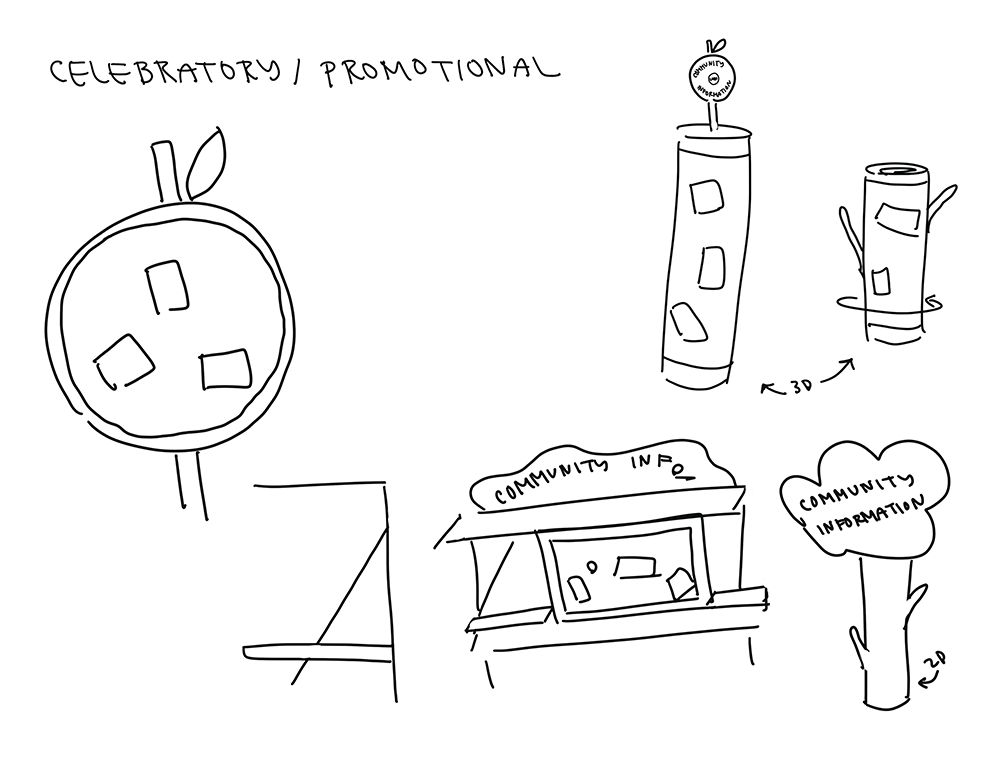 CELEBRATORY / PROMOTIONAL
COMMUNITY
INFORMATION
3D
COMMUNITY INFO
COMMUNITY
INFORMATION
2D